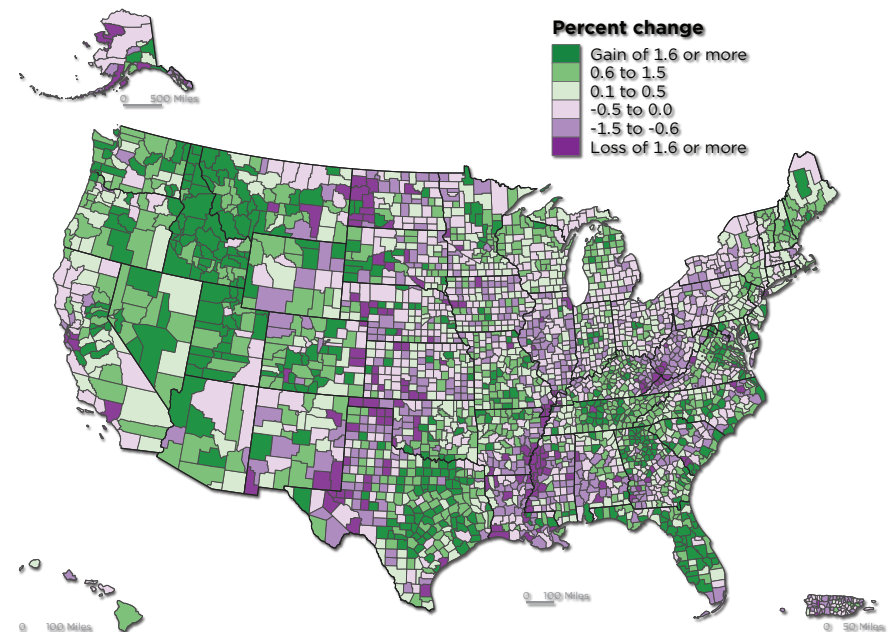 Percent change
Gain of 1.6 or more
0.6 to 1.5
0.1 to 0.5
-0.5 to 0.0
-1.5 to -0.6
Loss of 1.6 or more
0 500 Miles
0 100 Miles
0 100 Miles
0 50 Miles